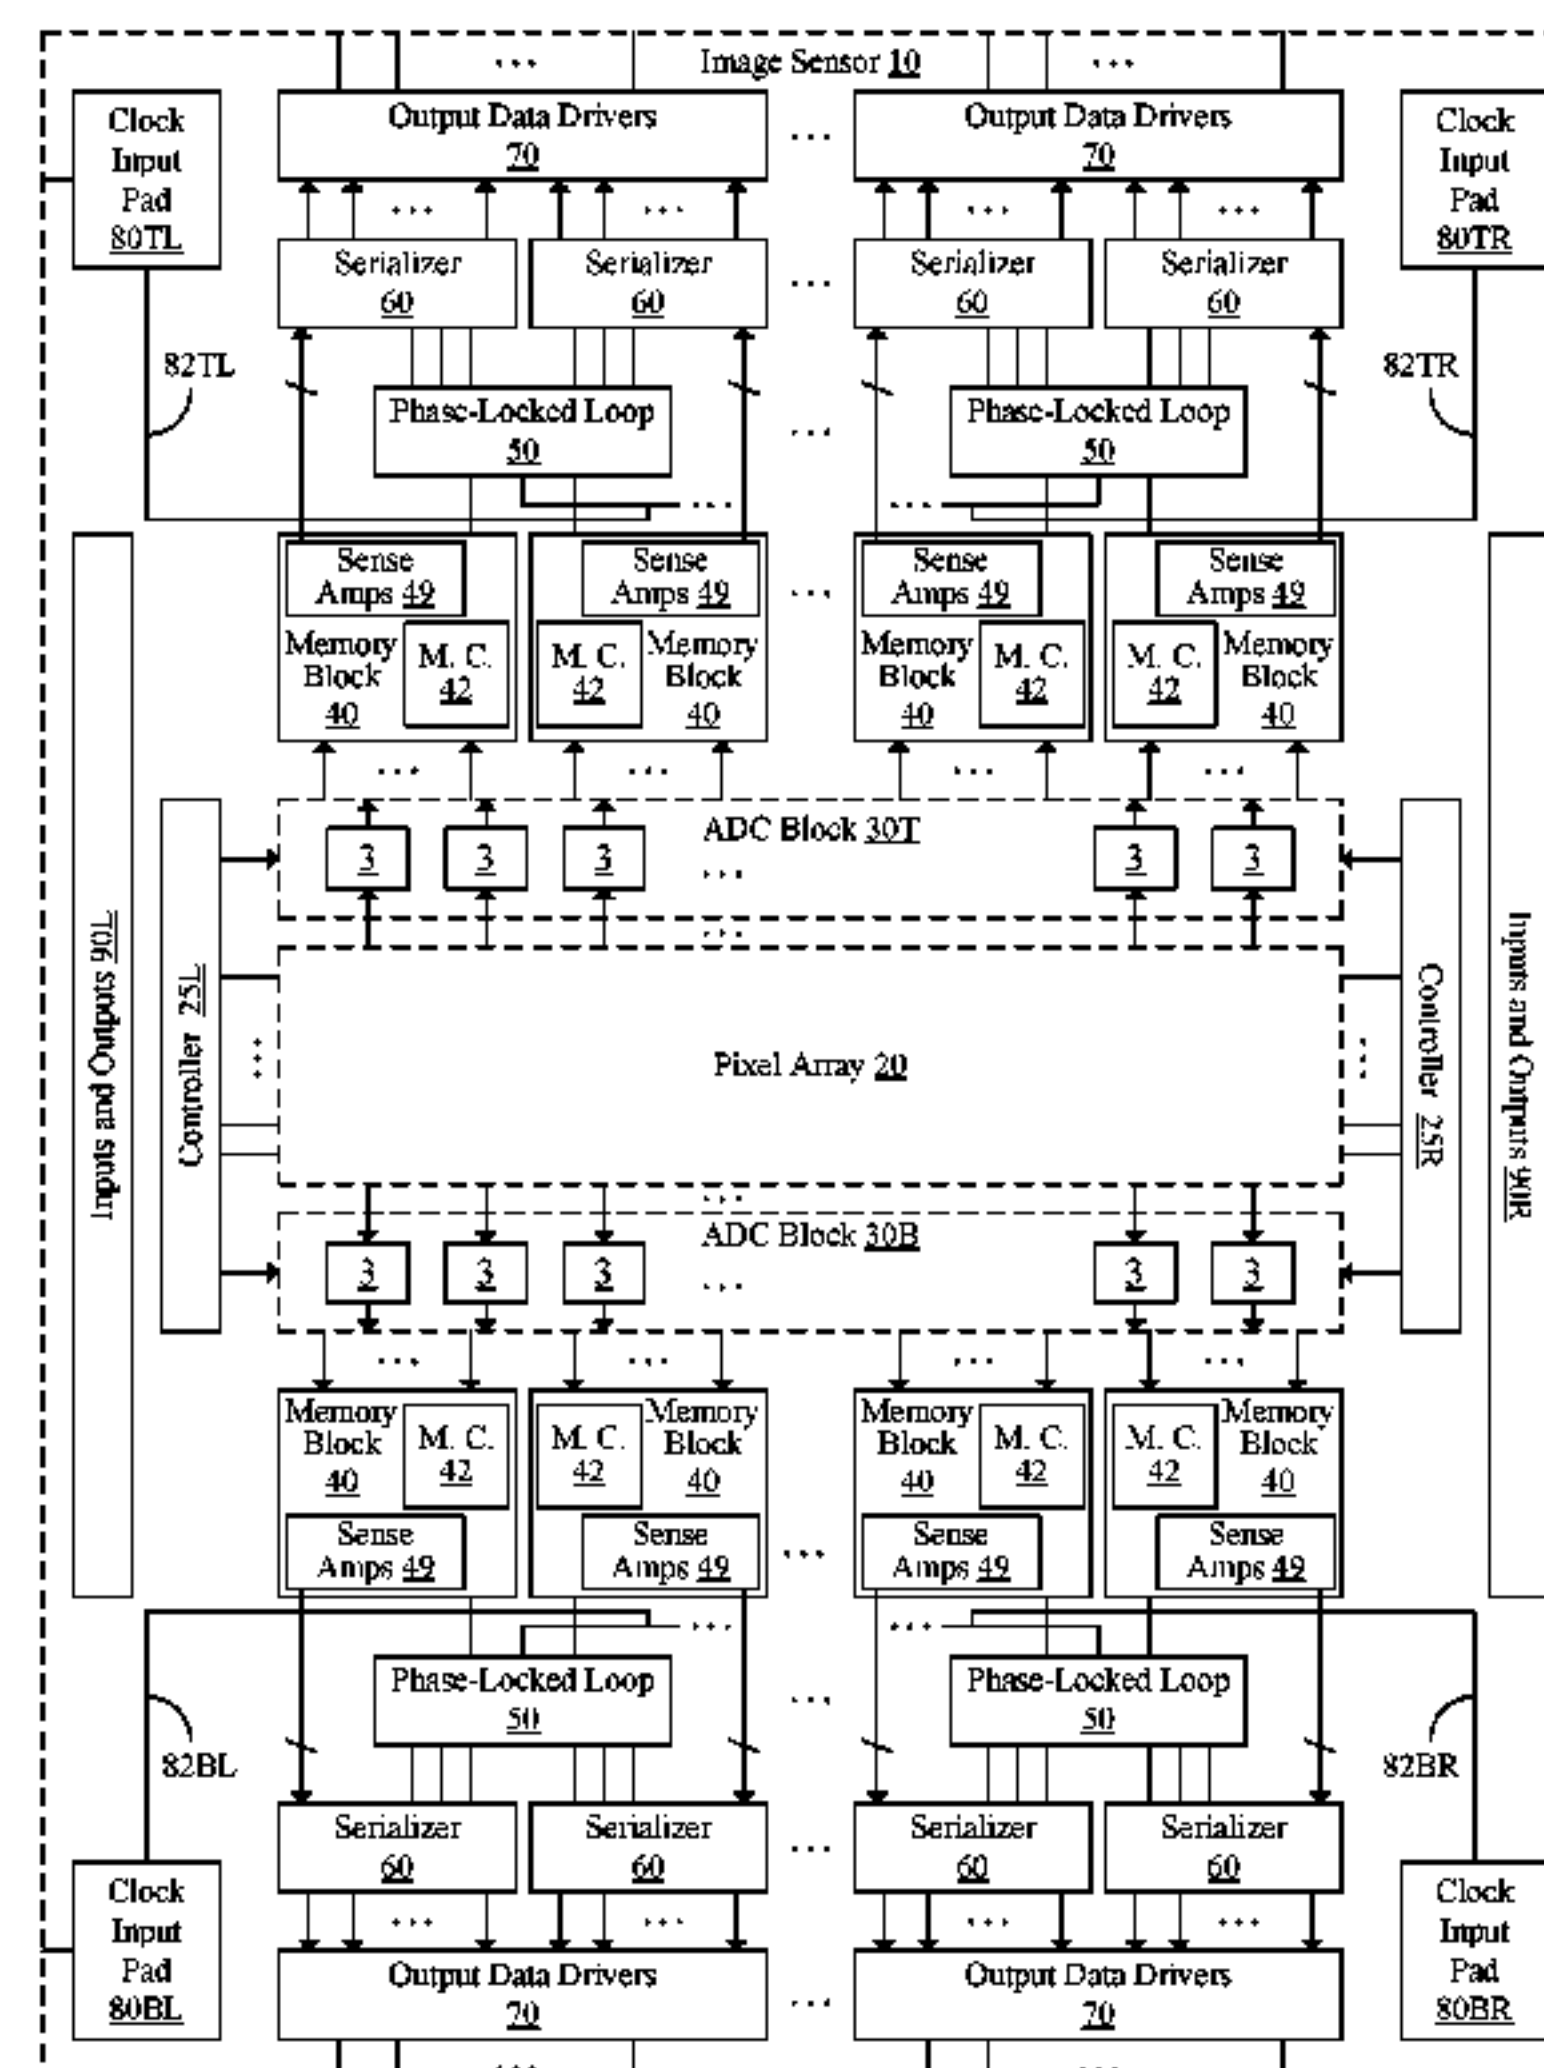 Image Sensor 10
Clock
Input
Pad
80TL
Output Data Drivers
70
Output Data Drivers
70
Clock
Input
Pad
80TR
Serializer
60
Serializer
60
Serializer
60
Serializer
60
82TL
82TR
Phase-Locked Loop
50
Phase-Locked Loop
50
Sense
Amps 49
Memory
Block
40
M. C.
42
Sense
Amps 49
M. C.
42
Memory
Block
40
Sense
Amps 49
Memory
Block
40
M. C.
42
Sense
Amps 49
M. C.
42
Memory
Block
40
ADC Block 30T
3
3
3
3
3
Inputs and Outputs 90L
Controller 25L
Pixel Array 20
Controller 25R
Inputs and Outputs 90R
ADC Block 30B
3
3
3
3
3
Memory
Block
40
M. C.
42
Sense
Amps 49
M. C.
42
Memory
Block
40
Sense
Amps 49
Memory
Block
40
M. C.
42
Sense
Amps 49
M. C.
42
Memory
Block
40
Sense
Amps 49
Phase-Locked Loop
50
Phase-Locked Loop
50
82BL
82BR
Serializer
60
Serializer
60
Serializer
60
Serializer
60
Clock
Input
Pad
80BL
Output Data Drivers
70
Output Data Drivers
70
Clock
Input
Pad
80BR